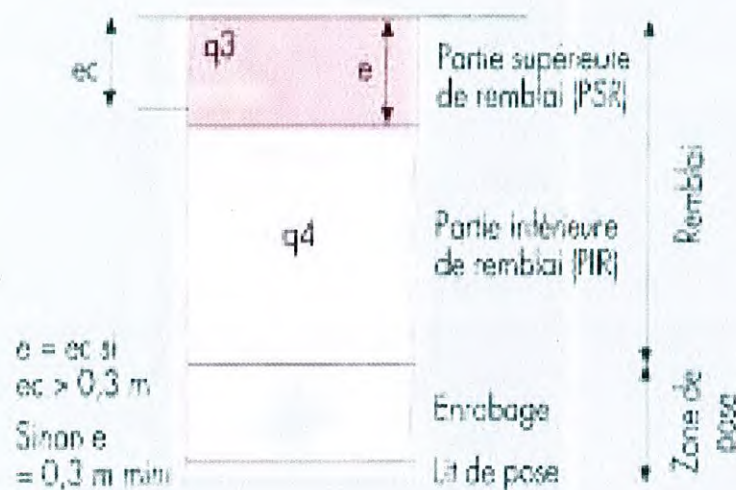 ec
q3
e
Partie supérieure
de remblai (PSR)
q4
Partie inférieure
de remblai (PIR)
Remblai
e = ec si
ec > 0,3 m
Sinon e
= 0,3 m mini
Enrobage
Lit de pose
Zone de
pose